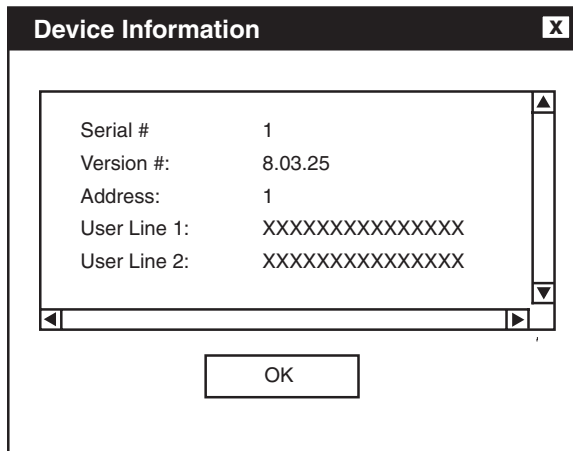 Device Information X
Serial # 1
Version #: 8.03.25
Address: 1
User Line 1: XXXXXXXXXXXXXXX
User Line 2: XXXXXXXXXXXXXXX
OK